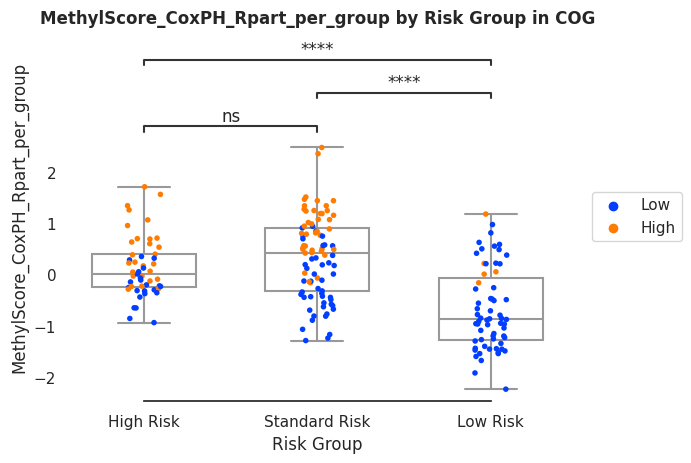 MethylScore_CoxPH_Rpart_per_group by Risk Group in COG
****
****
ns
MethylScore_CoxPH_Rpart_per_group
2
1
0
−1
−2
Low
High
High Risk
Standard Risk
Low Risk
Risk Group